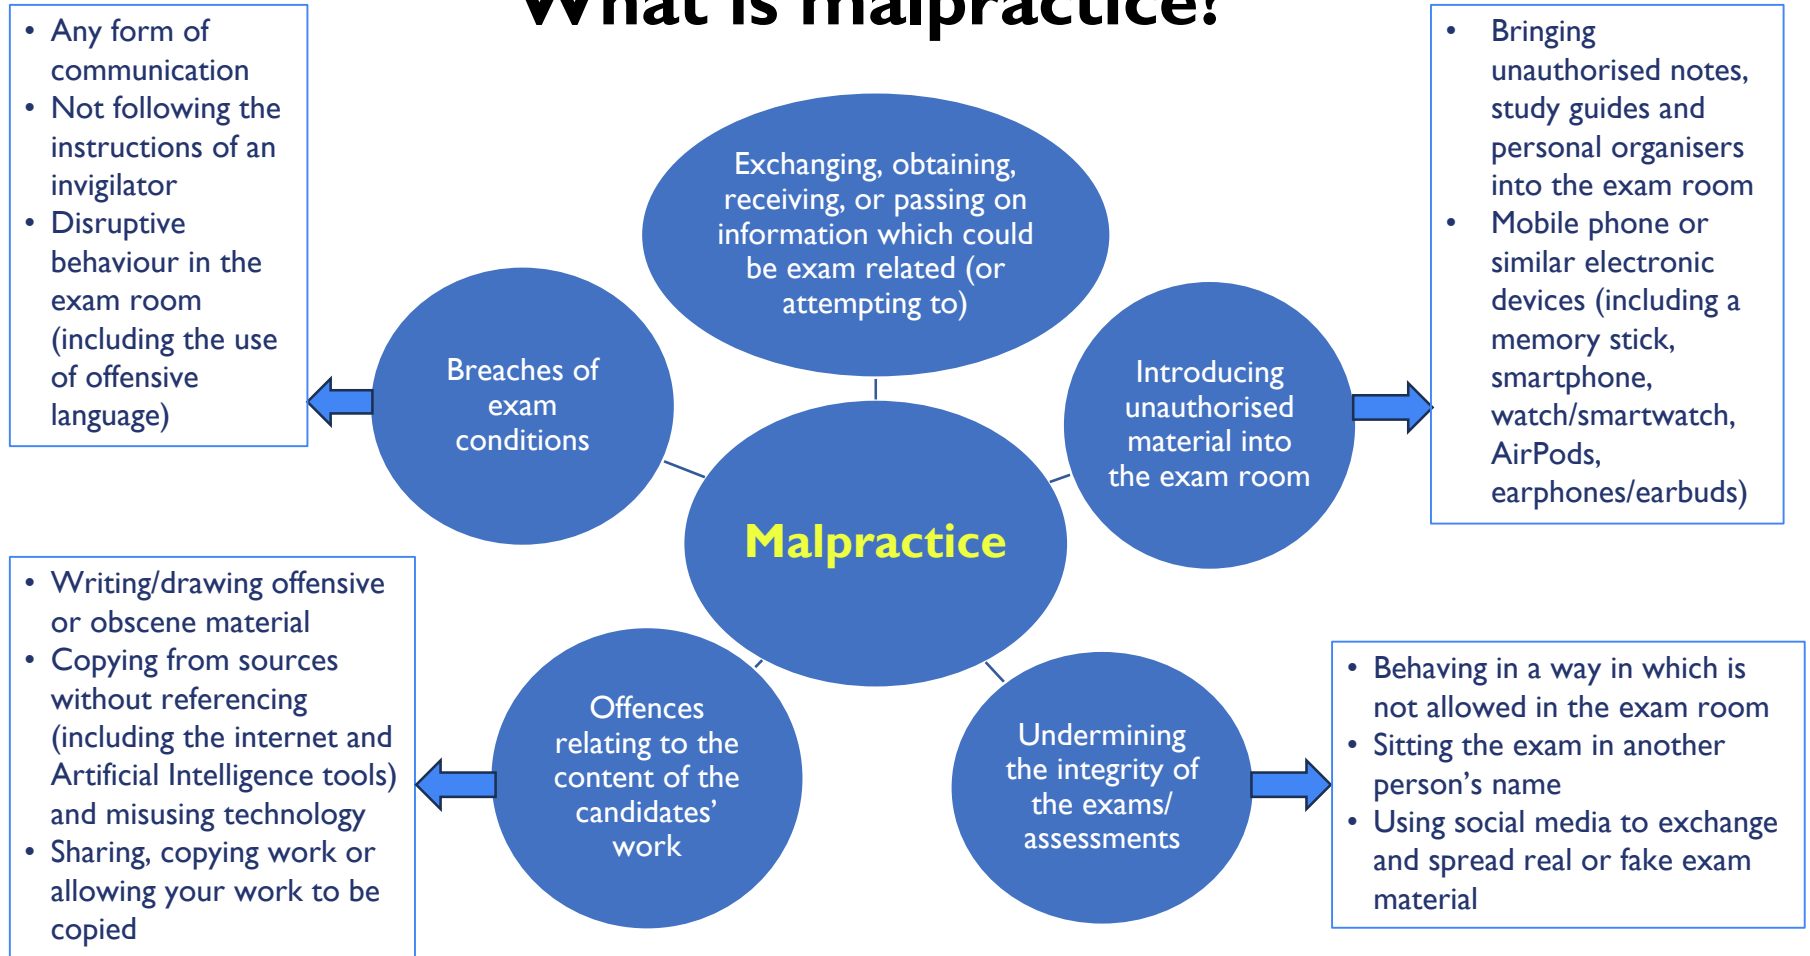 What is malpractice?
• Any form of
communication
• Not following the
instructions of an
invigilator
• Disruptive
behaviour in the
exam room
(including the use
of offensive
language)
Exchanging, obtaining,
receiving, or passing on
information which could
be exam related (or
attempting to)
• Bringing
unauthorised notes,
study guides and
personal organisers
into the exam room
• Mobile phone or
similar electronic
devices (including a
memory stick,
smartphone,
watch/smartwatch,
AirPods,
earphones/earbuds)
Breaches of
exam
conditions
Introducing
unauthorised
material into
the exam room
Malpractice
• Writing/drawing offensive
or obscene material
• Copying from sources
without referencing
(including the internet and
Artificial Intelligence tools)
and misusing technology
• Sharing, copying work or
allowing your work to be
copied
Offences
relating to the
content of the
candidates’
work
Undermining
the integrity of
the exams/
assessments
• Behaving in a way in which is
not allowed in the exam room
• Sitting the exam in another
person’s name
• Using social media to exchange
and spread real or fake exam
material